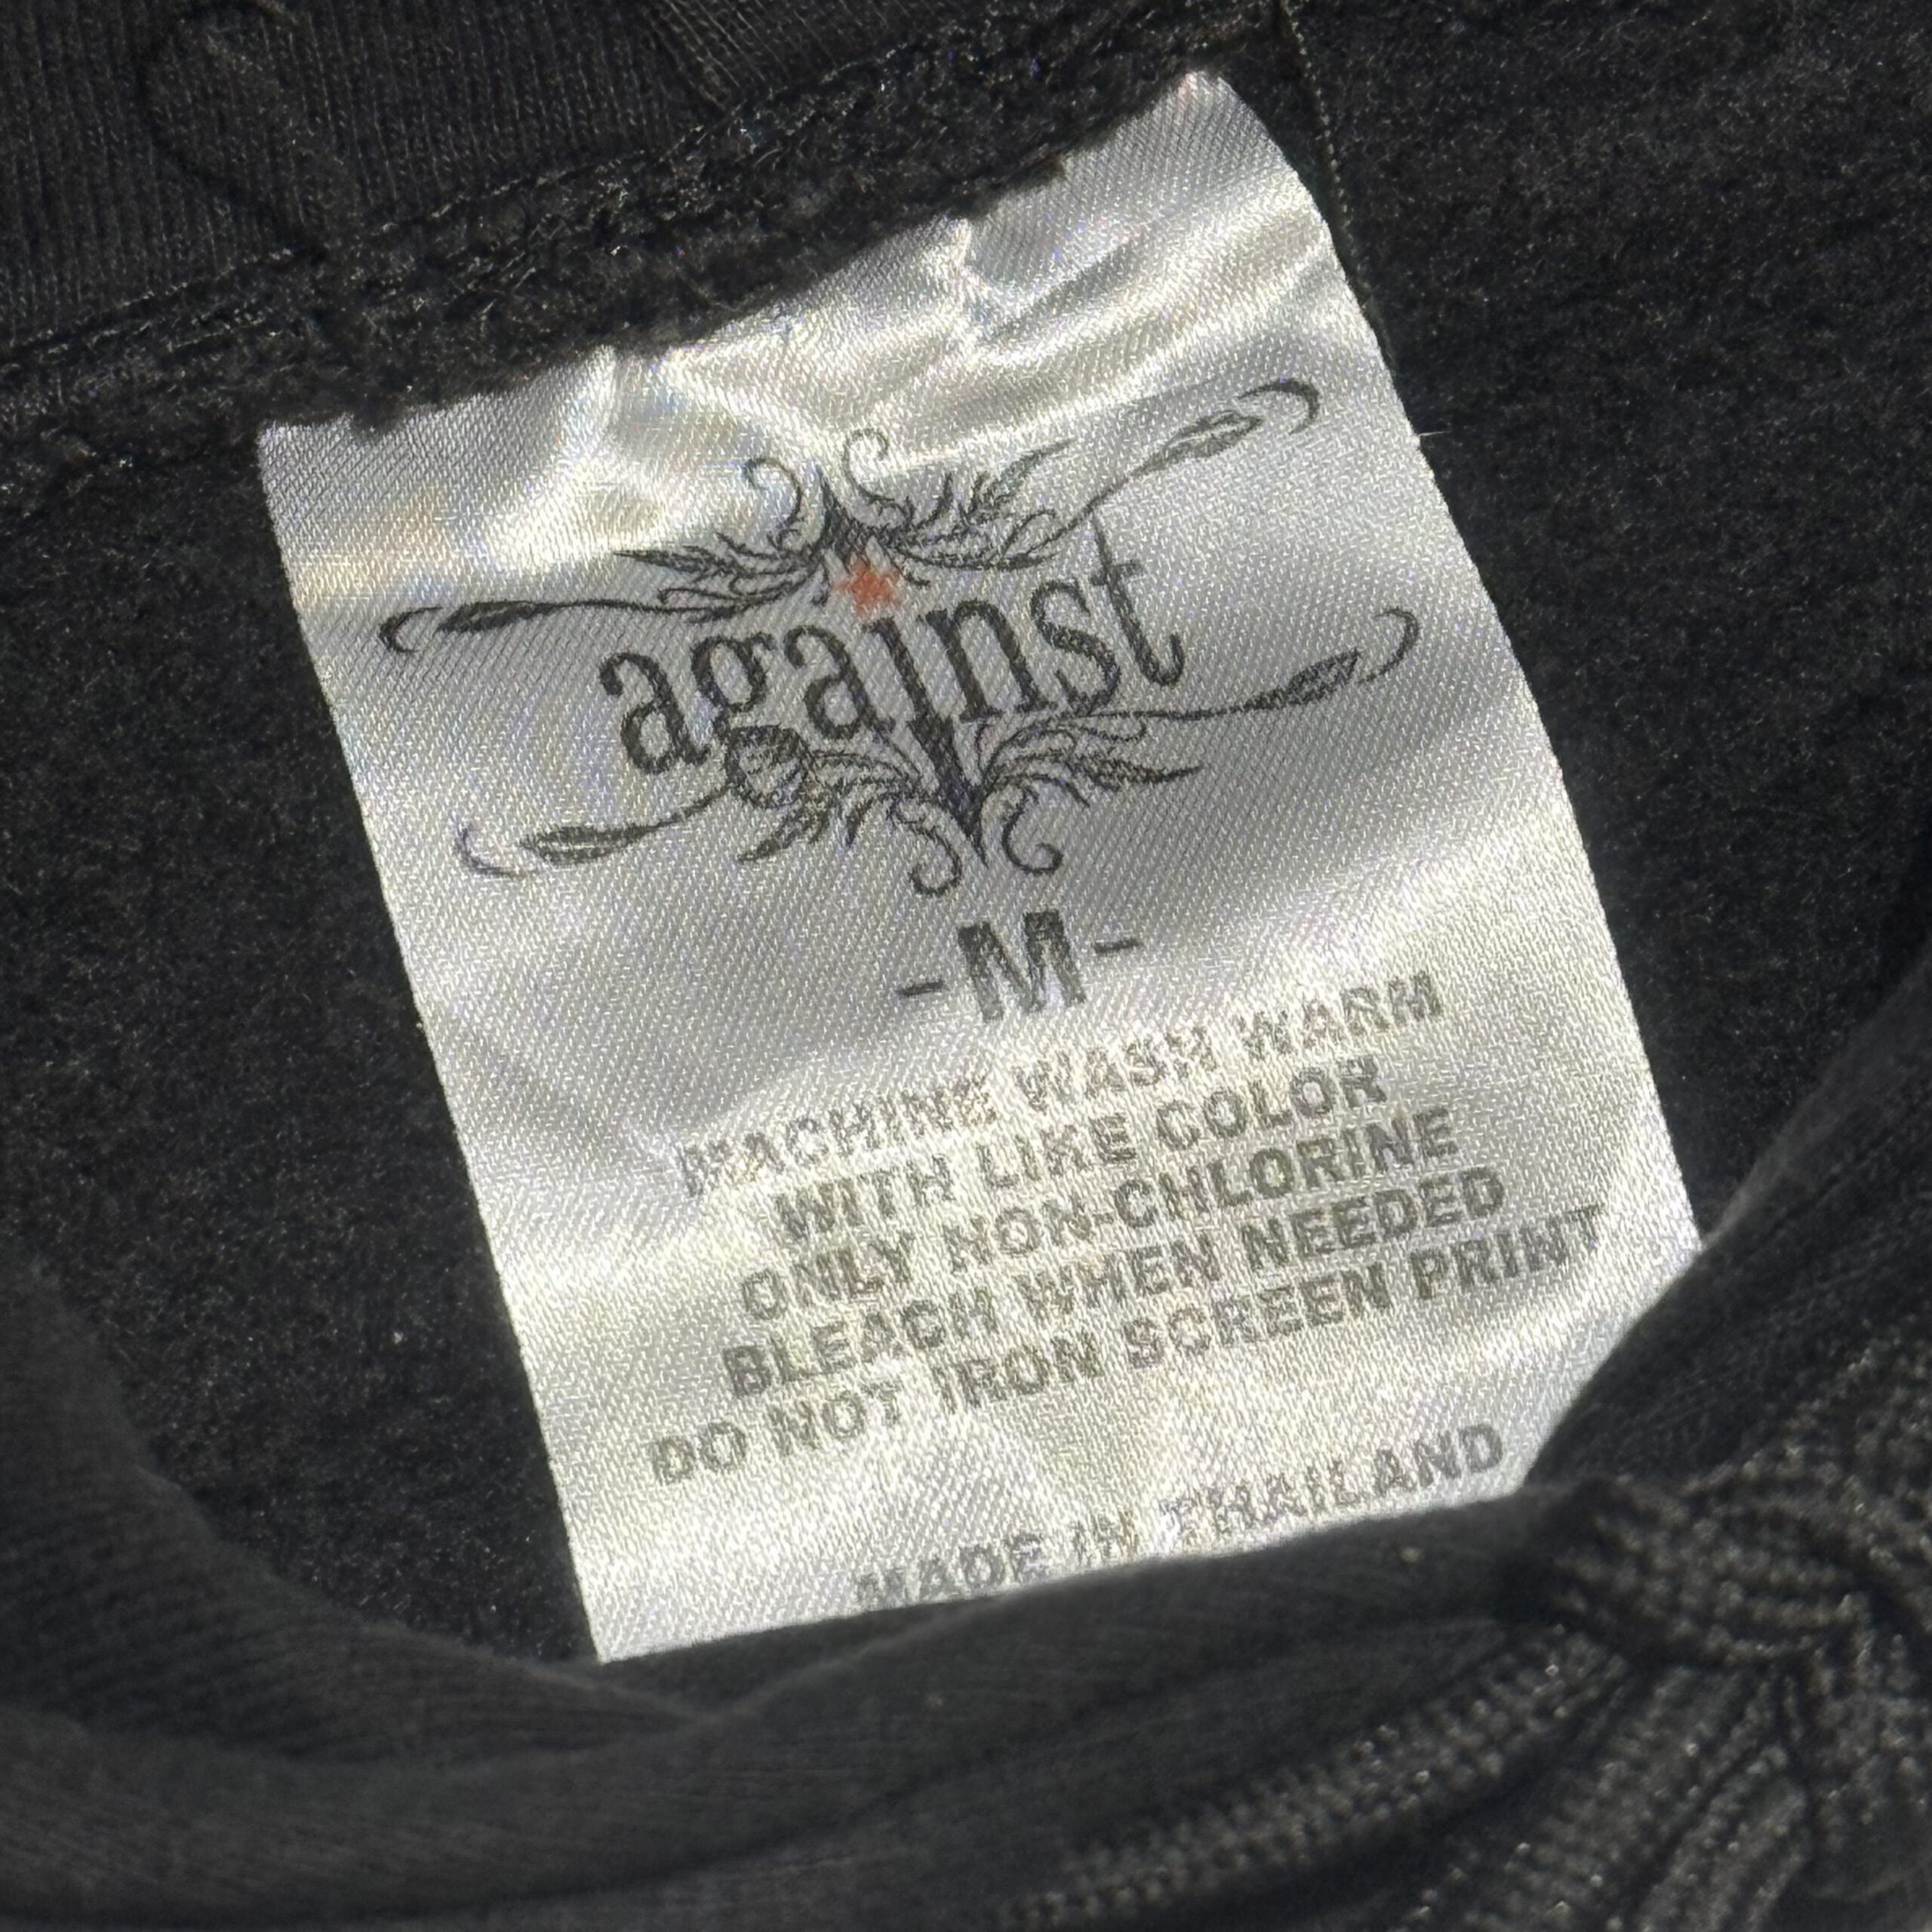 against
-M-
MACHINE WASH WARM
WITH LIKE COLOR
ONLY NON-CHLORINE
BLEACH WHEN NEEDED
DO NOT IRON SCREEN PRINT
MADE IN THAILAND